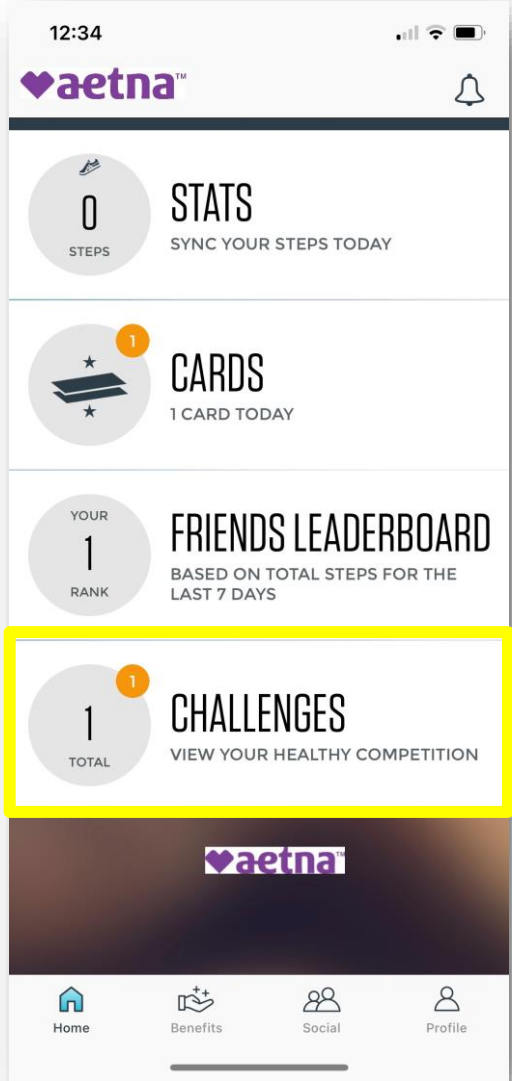 12:34
aetna™
0
STEPS
STATS
SYNC YOUR STEPS TODAY
1
CARDS
1 CARD TODAY
YOUR
1
RANK
FRIENDS LEADERBOARD
BASED ON TOTAL STEPS FOR THE
LAST 7 DAYS
1
1
TOTAL
CHALLENGES
VIEW YOUR HEALTHY COMPETITION
aetna™
Home Benefits Social Profile